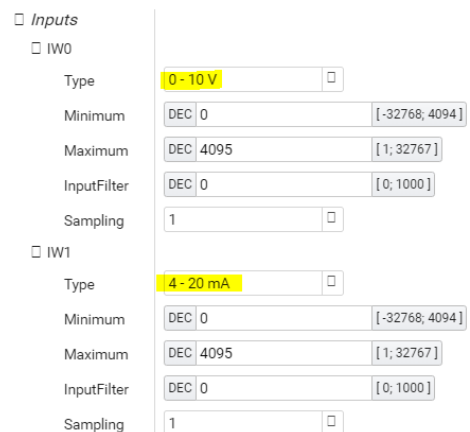 Inputs
IW0
Type 0 - 10 V
Minimum DEC 0 [ -32768; 4094 ]
Maximum DEC 4095 [ 1; 32767 ]
InputFilter DEC 0 [ 0; 1000 ]
Sampling 1
IW1
Type 4 - 20 mA
Minimum DEC 0 [ -32768; 4094 ]
Maximum DEC 4095 [ 1; 32767 ]
InputFilter DEC 0 [ 0; 1000 ]
Sampling 1